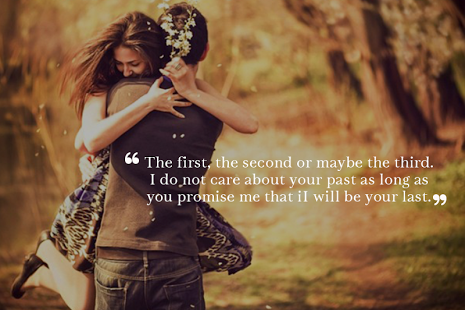 “ The first, the second or maybe the third.
I do not care about your past as long as
you promise me that iI will be your last.”